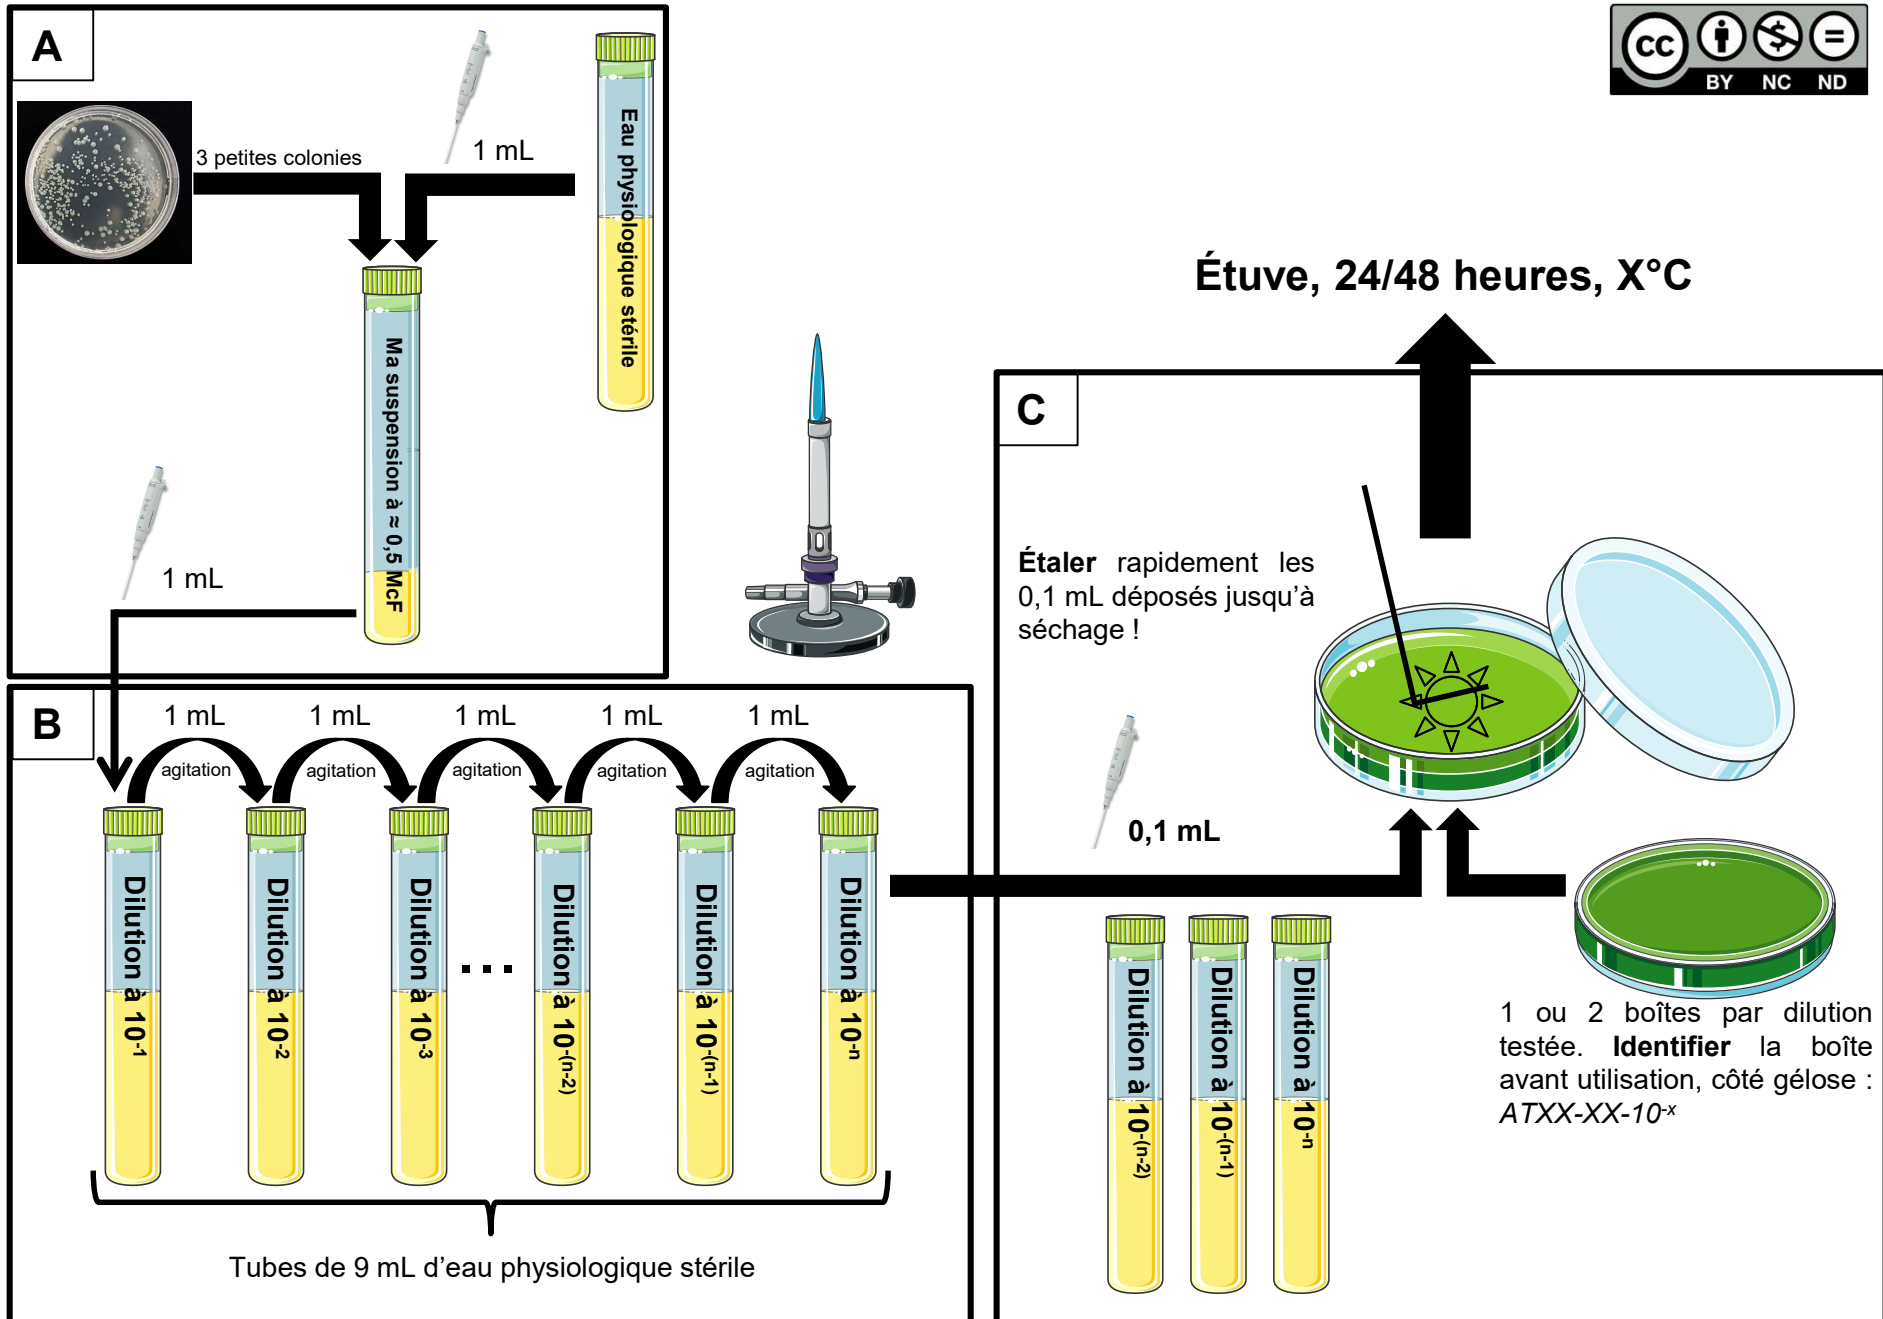 A
3 petites colonies
1 mL
Eau physiologique stérile
Ma suspension à ≈ 0,5 McF
1 mL
B
1 mL
1 mL
1 mL
1 mL
1 mL
agitation
agitation
agitation
agitation
agitation
Dilution à 10⁻¹
Dilution à 10⁻²
Dilution à 10⁻³
...
Dilution à 10⁻⁽ⁿ⁻²⁾
Dilution à 10⁻⁽ⁿ⁻¹⁾
Dilution à 10⁻ⁿ
Tubes de 9 mL d’eau physiologique stérile
cc
BY NC ND
Étuve, 24/48 heures, X°C
C
Étaler rapidement les
0,1 mL déposés jusqu’à
séchage !
0,1 mL
Dilution à 10⁻⁽ⁿ⁻²⁾
Dilution à 10⁻⁽ⁿ⁻¹⁾
Dilution à 10⁻ⁿ
1 ou 2 boîtes par dilution
testée. Identifier la boîte
avant utilisation, côté gélose :
ATXX-XX-10⁻ˣ